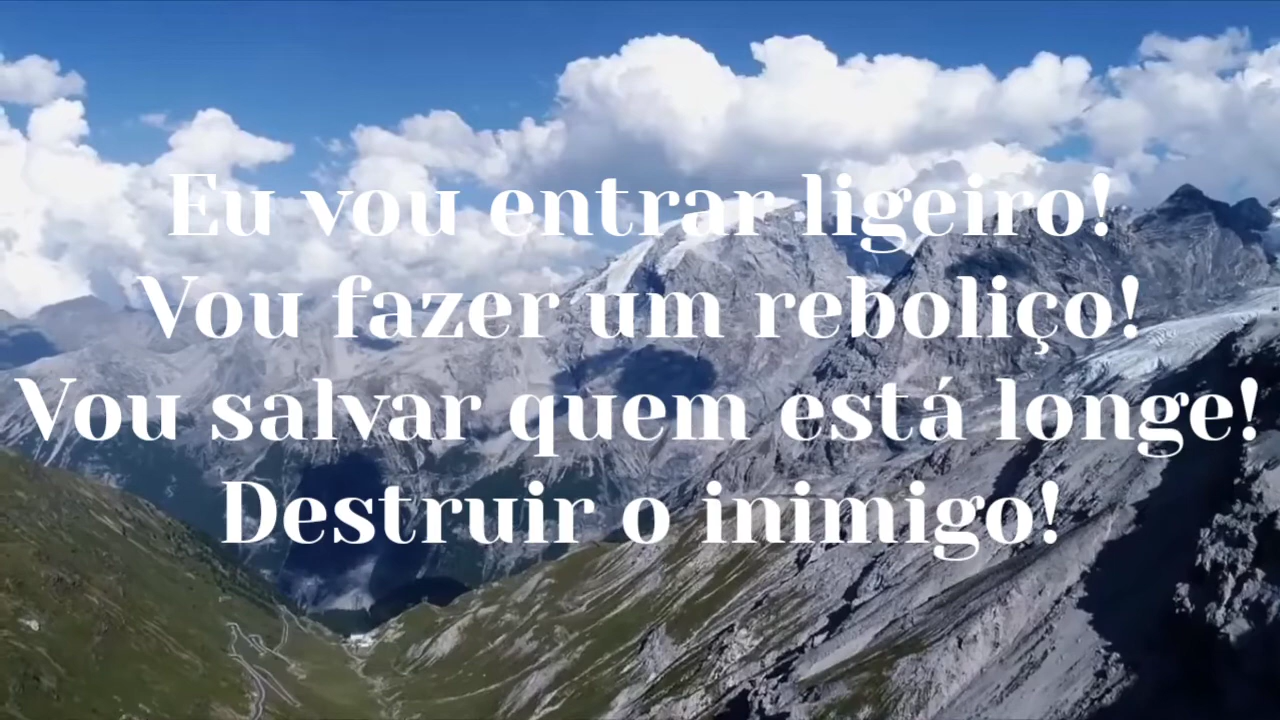 Eu vou entrar ligeiro!
Vou fazer um reboliço!
Vou salvar quem está longe!
Destruir o inimigo!